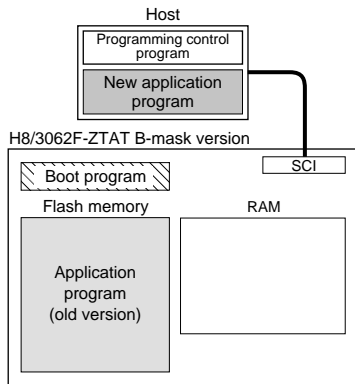 Host
Programming control
program
New application
program
H8/3062F-ZTAT B-mask version
SCI
Boot program
Flash memory
RAM
Application
program
(old version)